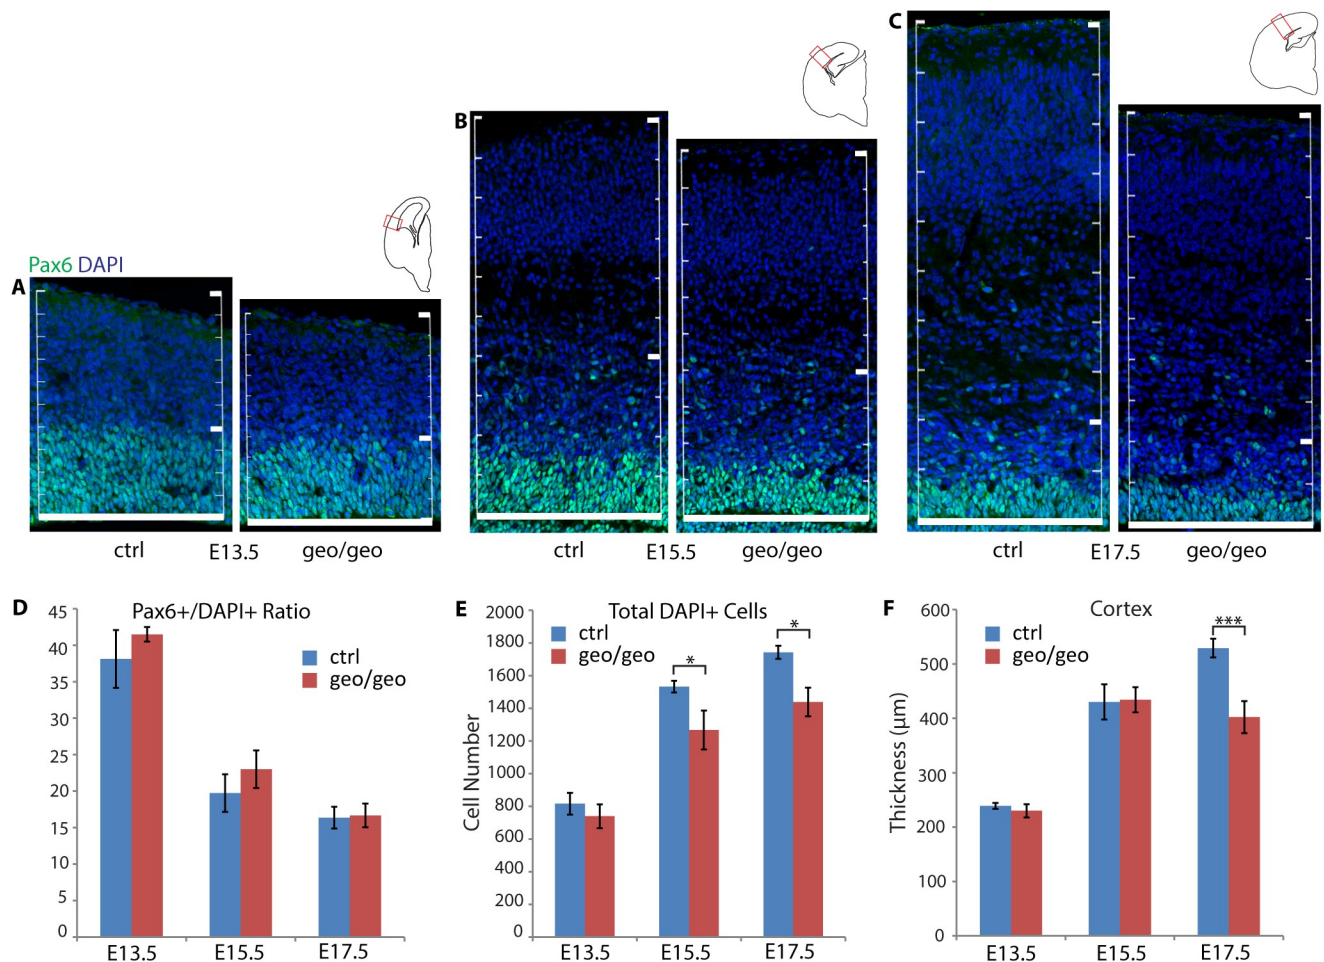 C
B
Pax6 DAPI
A
ctrl E13.5 geo/geo
ctrl E15.5 geo/geo
ctrl E17.5 geo/geo
D
Pax6+/DAPI+ Ratio
45
40
35
30
25
20
15
10
5
0
ctrl
geo/geo
E13.5 E15.5 E17.5
E
Total DAPI+ Cells
Cell Number
2000
1800
1600
1400
1200
1000
800
600
400
200
0
ctrl
geo/geo
*
*
E13.5 E15.5 E17.5
F
Cortex
Thickness (µm)
600
500
400
300
200
100
0
ctrl
geo/geo
***
E13.5 E15.5 E17.5